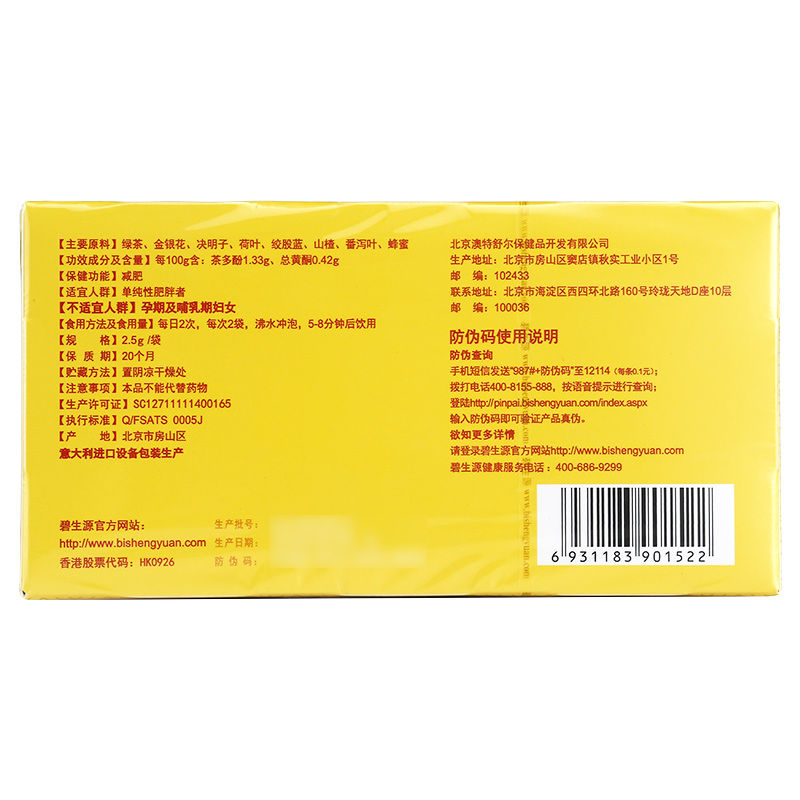 【主要原料】绿茶、金银花、决明子、荷叶、绞股蓝、山楂、番泻叶、蜂蜜
【功效成分及含量】每100g含：茶多酚1.33g、总黄酮0.42g
【保健功能】减肥
【适宜人群】单纯性肥胖者
【不适宜人群】孕期及哺乳期妇女
【食用方法及食用量】每日2次，每次2袋，沸水冲泡，5-8分钟后饮用
【规 格】2.5g /袋
【保 质 期】20个月
【贮藏方法】置阴凉干燥处
【注意事项】本品不能代替药物
【生产许可证】SC12711111400165
【执行标准】Q/FSATS 0005J
【产 地】北京市房山区
意大利进口设备包装生产
碧生源官方网站：
http://www.bishengyuan.com
香港股票代码：HK0926
生产批号：
生产日期：
防 伪 码：
北京澳特舒尔保健品开发有限公司
生产地址：北京市房山区窦店镇秋实工业小区1号
邮 编：102433
联系地址：北京市海淀区西四环北路160号玲珑天地D座10层
邮 编：100036
防伪码使用说明
防伪查询
手机短信发送“987#+防伪码”至12114（每条0.1元）；
拨打电话400-8155-888，按语音提示进行查询；
登陆http://pinpai.bishengyuan.com/index.aspx
输入防伪码即可验证产品真伪。
欲知更多详情
请登录碧生源官方网站http://www.bishengyuan.com
碧生源健康服务电话：400-686-9299
6 931183 901522